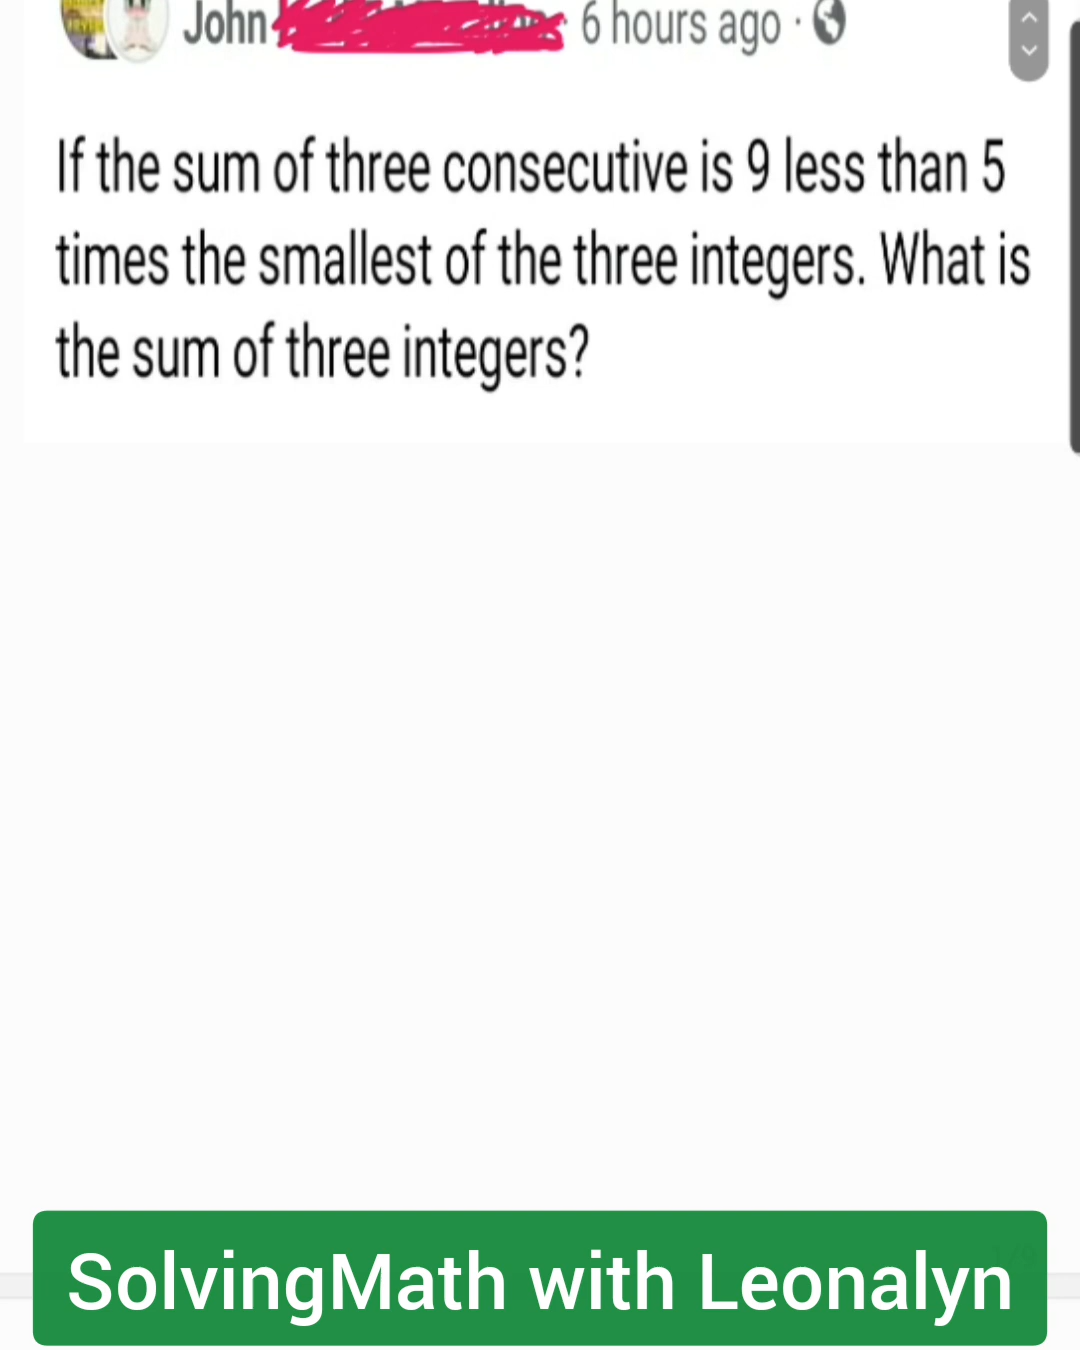 John 6 hours ago ·
If the sum of three consecutive is 9 less than 5
times the smallest of the three integers. What is
the sum of three integers?
SolvingMath with Leonalyn